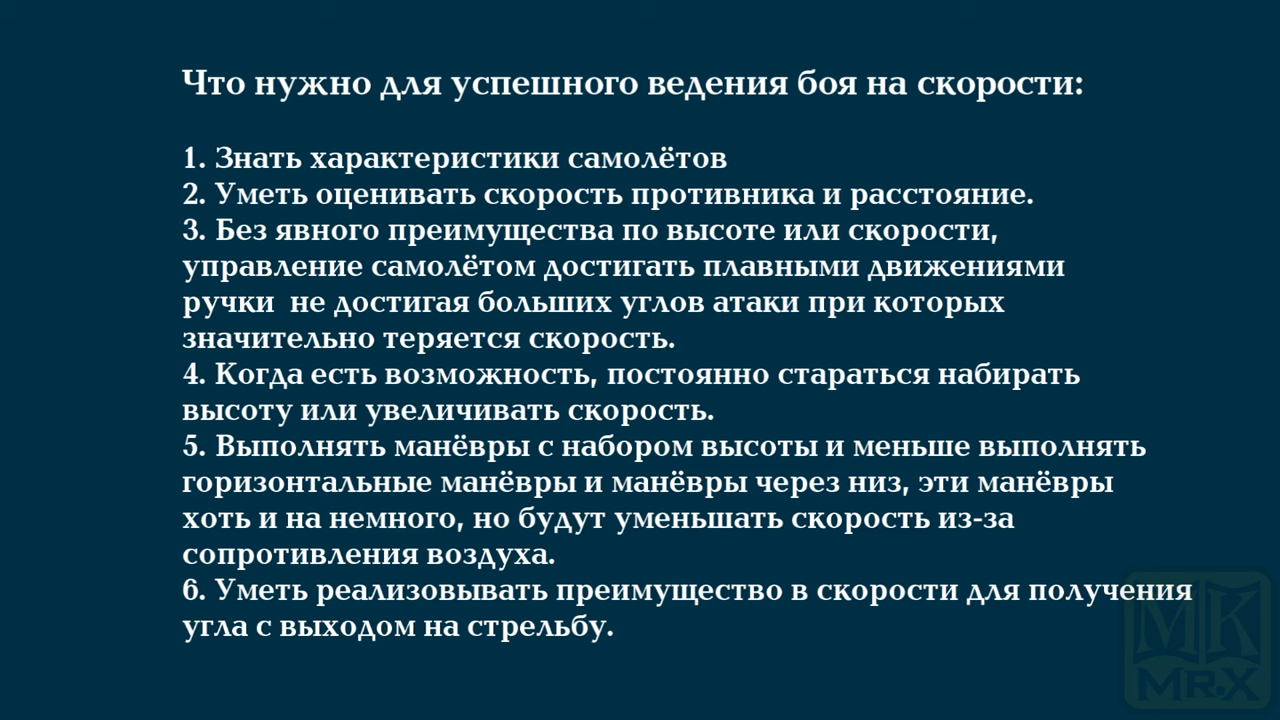 Что нужно для успешного ведения боя на скорости:
1. Знать характеристики самолётов
2. Уметь оценивать скорость противника и расстояние.
3. Без явного преимущества по высоте или скорости,
управление самолётом достигать плавными движениями
ручки  не достигая больших углов атаки при которых
значительно теряется скорость.
4. Когда есть возможность, постоянно стараться набирать
высоту или увеличивать скорость.
5. Выполнять манёвры с набором высоты и меньше выполнять
горизонтальные манёвры и манёвры через низ, эти манёвры
хоть и на немного, но будут уменьшать скорость из-за
сопротивления воздуха.
6. Уметь реализовывать преимущество в скорости для получения
угла с выходом на стрельбу.
MK
MR.X